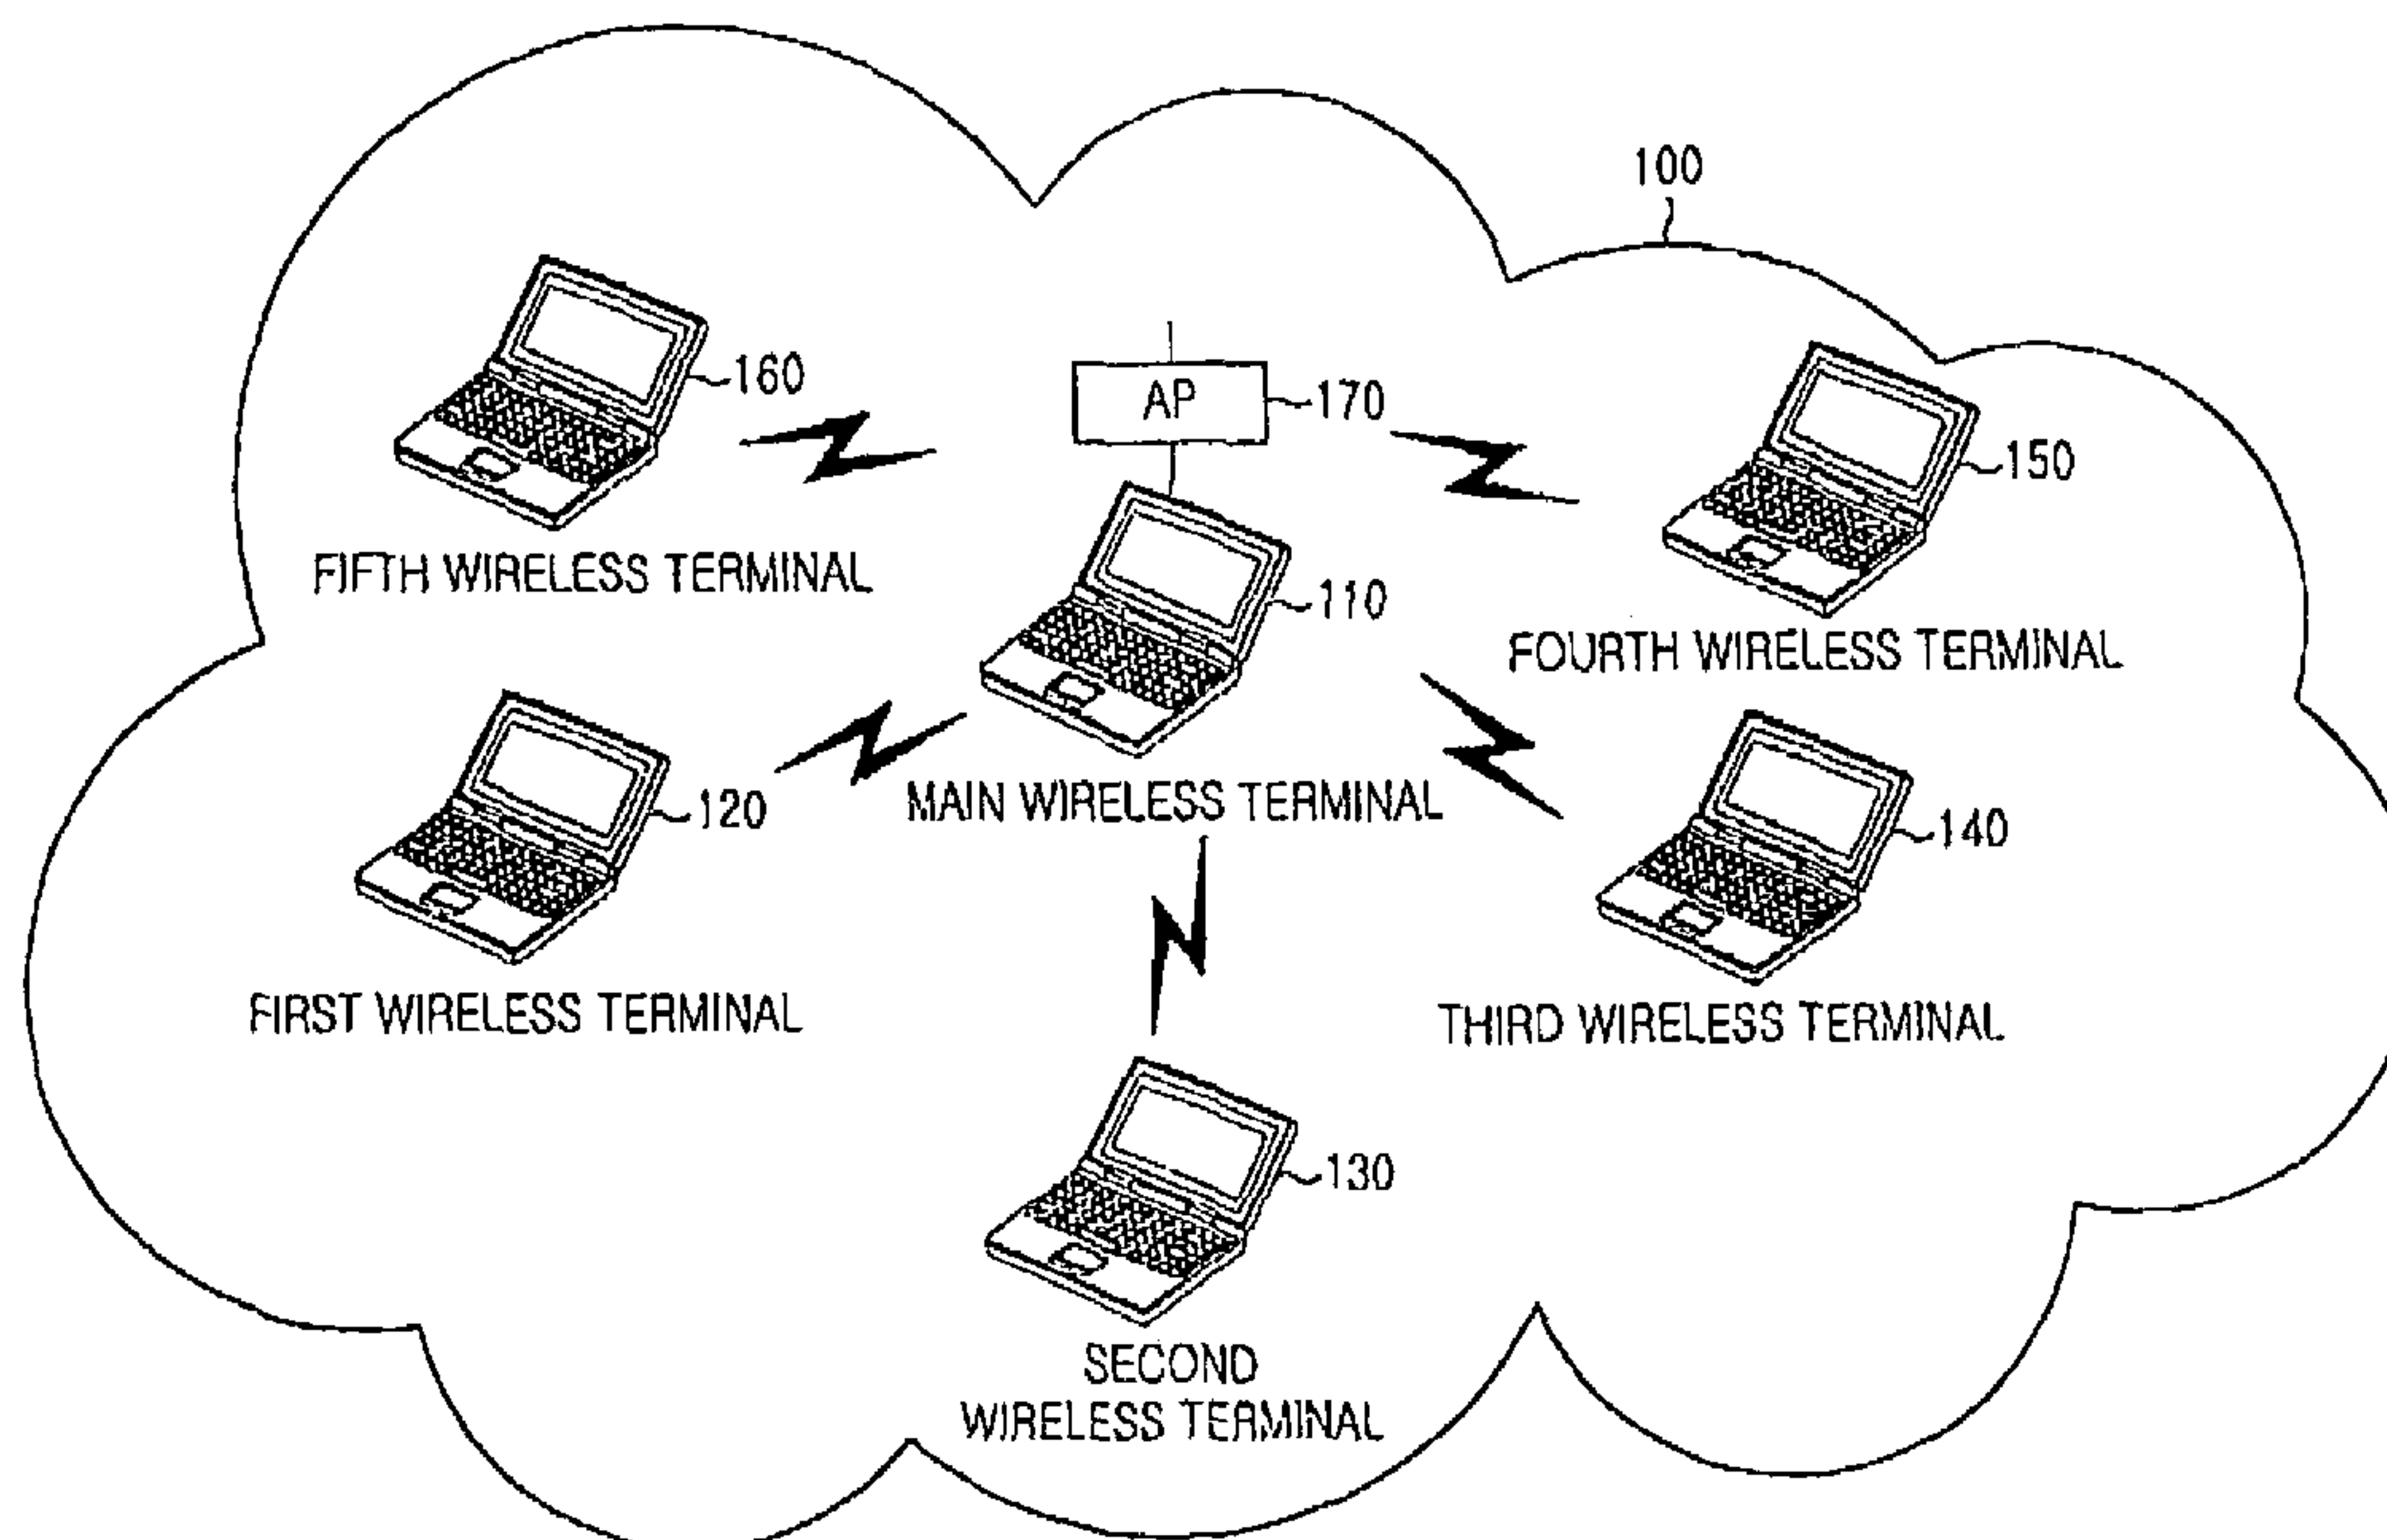 100
160
AP
170
150
FIFTH WIRELESS TERMINAL
110
FOURTH WIRELESS TERMINAL
120
MAIN WIRELESS TERMINAL
140
FIRST WIRELESS TERMINAL
THIRD WIRELESS TERMINAL
130
SECOND
WIRELESS TERMINAL